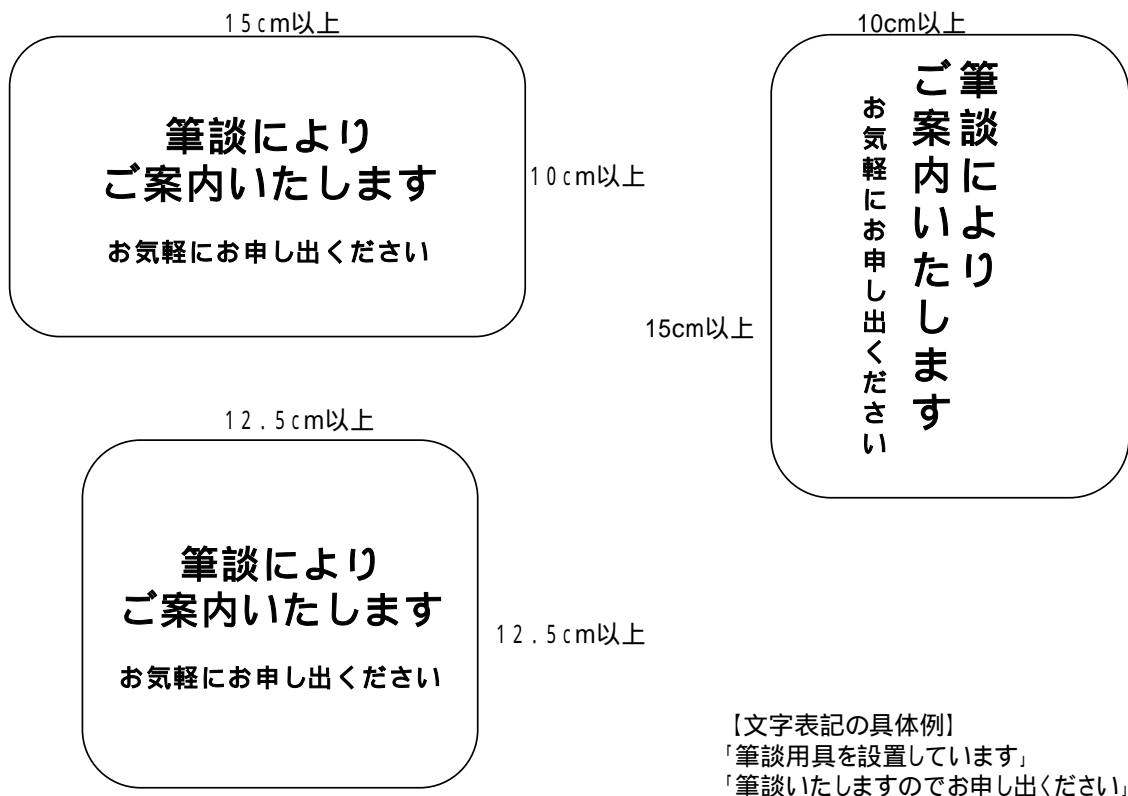 15cm以上
筆談により
ご案内いたします
お気軽にお申し出ください
10cm以上
10cm以上
筆談により
ご案内いたします
お気軽にお申し出ください
15cm以上
12.5cm以上
筆談により
ご案内いたします
お気軽にお申し出ください
12.5cm以上
【文字表記の具体例】
「筆談用具を設置しています」
「筆談いたしますのでお申し出ください」